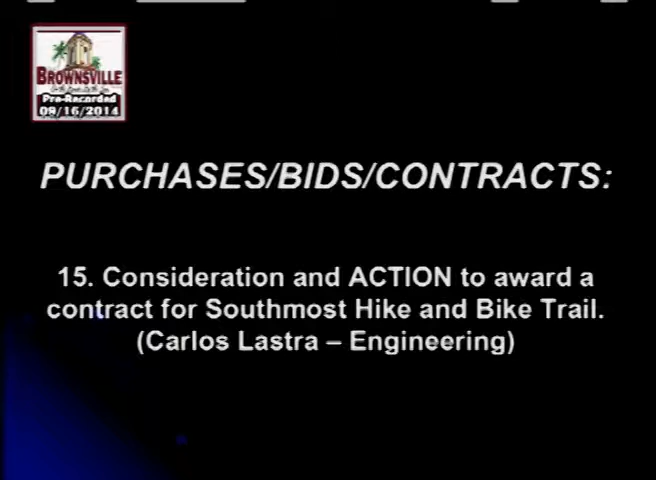 BROWNSVILLE
Pre-Recorded
09/16/2014
PURCHASES/BIDS/CONTRACTS:
15. Consideration and ACTION to award a
contract for Southmost Hike and Bike Trail.
(Carlos Lastra – Engineering)